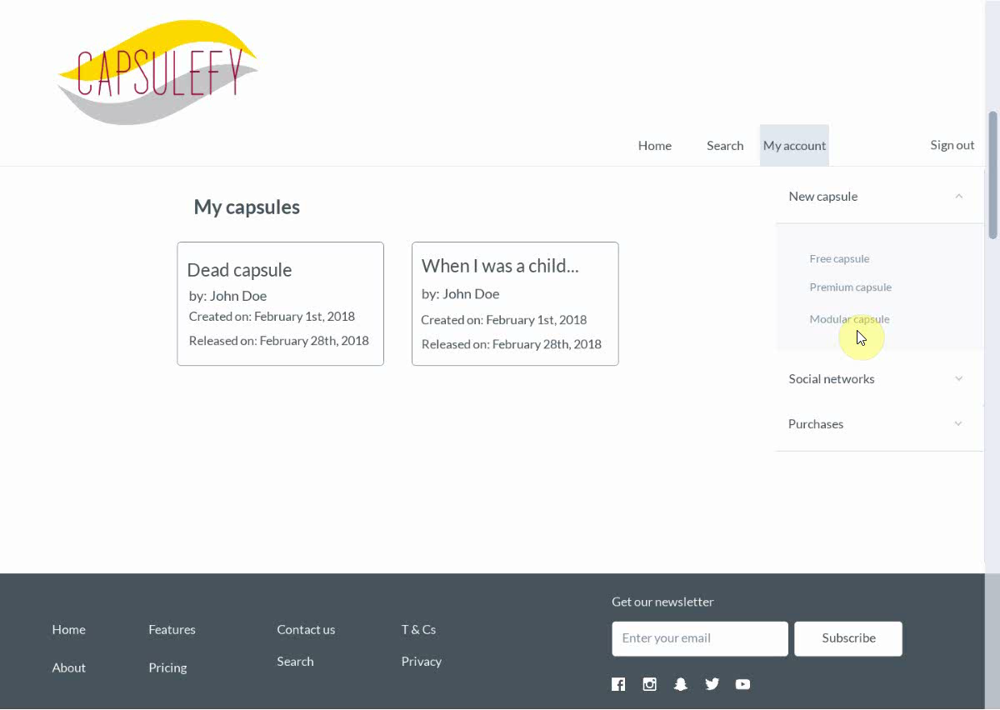 CAPSULEFY
Home
Search
My account
Sign out
My capsules
Dead capsule
by: John Doe
Created on: February 1st, 2018
Released on: February 28th, 2018
When I was a child...
by: John Doe
Created on: February 1st, 2018
Released on: February 28th, 2018
New capsule
Free capsule
Premium capsule
Modular capsule
Social networks
Purchases
Home
Features
Contact us
T & Cs
About
Pricing
Search
Privacy
Get our newsletter
Enter your email
Subscribe